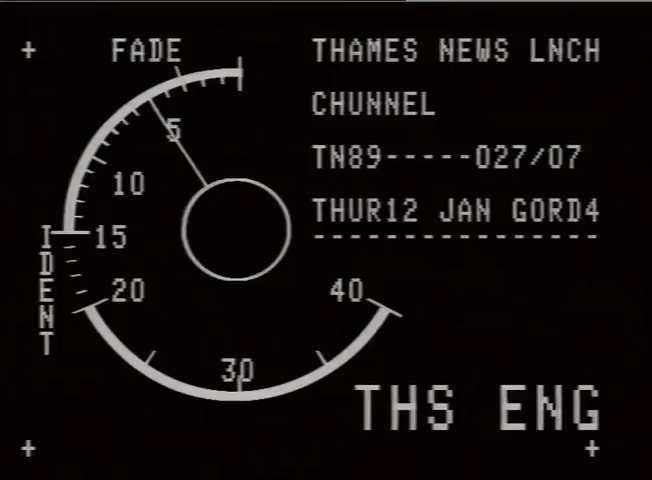 FADE
THAMES NEWS LNCH
CHUNNEL
TN89-----027/07
THUR12 JAN GORD4
----------------
5
10
15
20
30
40
IDENT
THS ENG